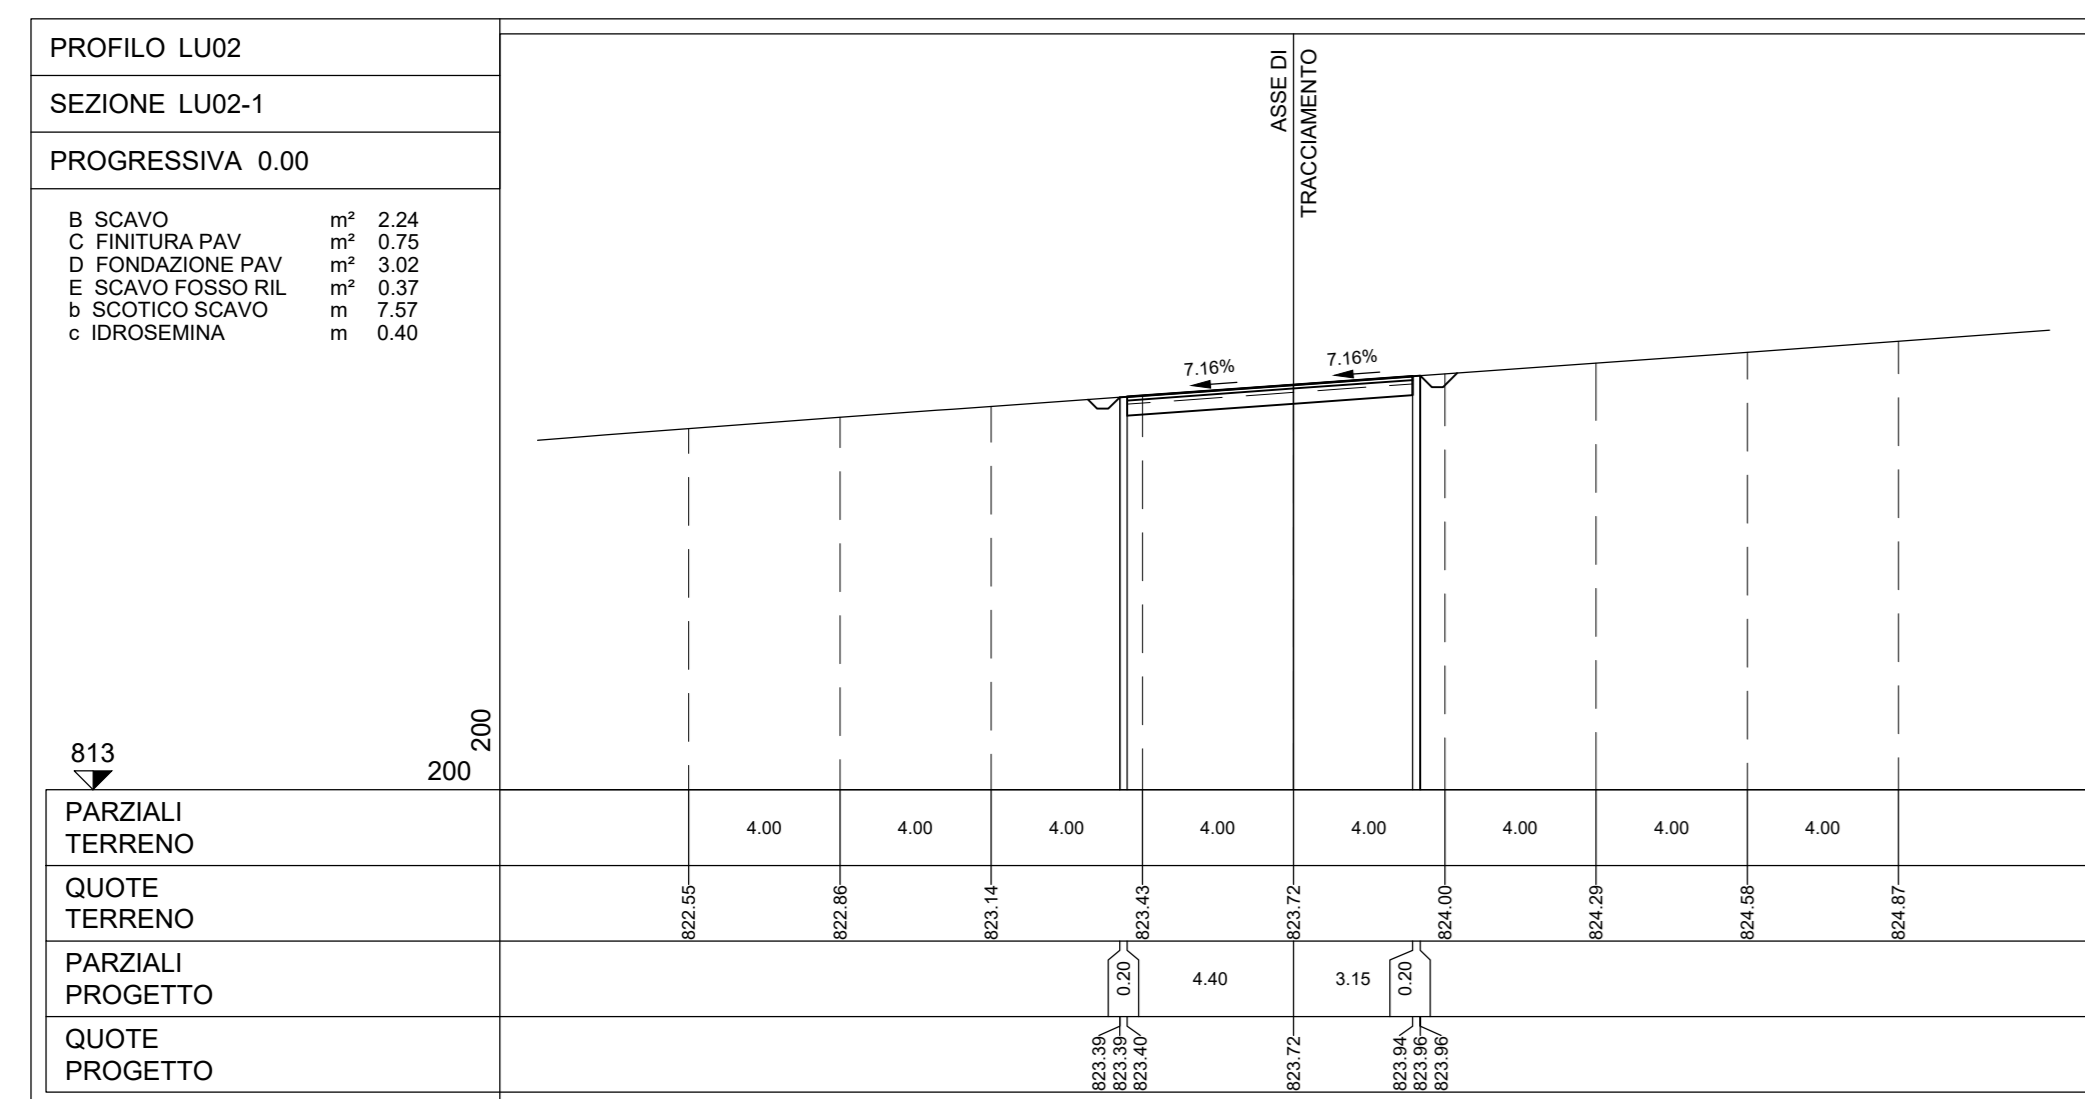 PROFILO LU02
SEZIONE LU02-1
PROGRESSIVA 0.00
B SCAVO m² 2.24
C FINITURA PAV m² 0.75
D FONDAZIONE PAV m² 3.02
E SCAVO FOSSO RIL m² 0.37
b SCOTICO SCAVO m 7.57
c IDROSEMINA m 0.40
ASSE DI
TRACCIAMENTO
7.16% 7.16%
813
200
200
PARZIALI
TERRENO
4.00 4.00 4.00 4.00 4.00 4.00 4.00 4.00
QUOTE
TERRENO
822.55 822.86 823.14 823.43 823.72 824.00 824.29 824.58 824.87
PARZIALI
PROGETTO
0.20 4.40 3.15 0.20
QUOTE
PROGETTO
823.39 823.39 823.40 823.72 823.94 823.96 823.96